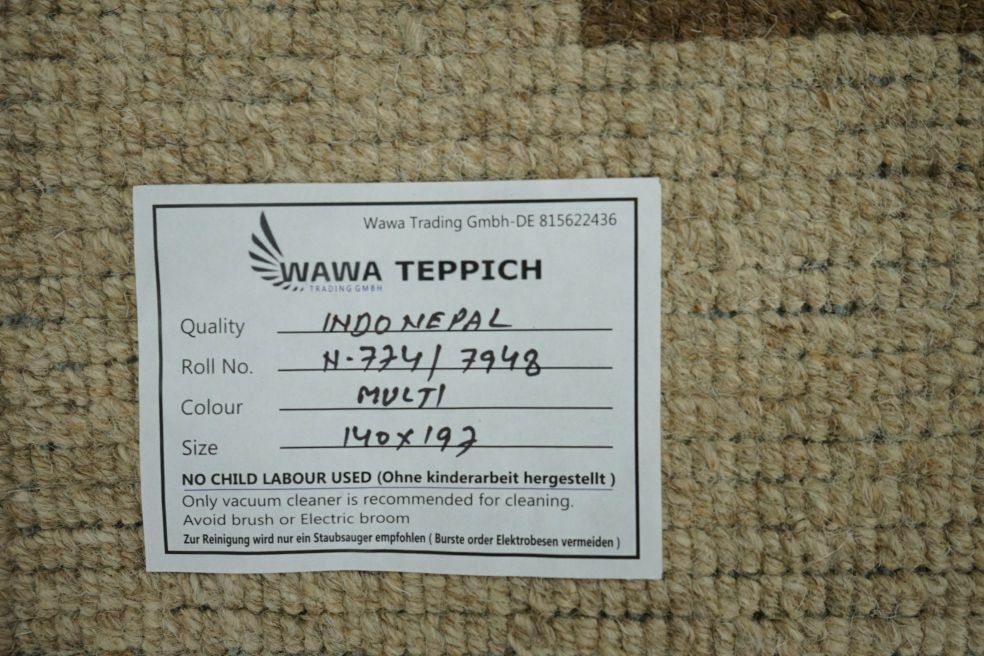 Wawa Trading Gmbh-DE 815622436
WAWA TEPPICH
TRADING GMBH
Quality INDO NEPAL
Roll No. N-774/7948
Colour MULTI
Size 140x197
NO CHILD LABOUR USED (Ohne kinderarbeit hergestellt )
Only vacuum cleaner is recommended for cleaning.
Avoid brush or Electric broom
Zur Reinigung wird nur ein Staubsauger empfohlen ( Burste order Elektrobesen vermeiden )